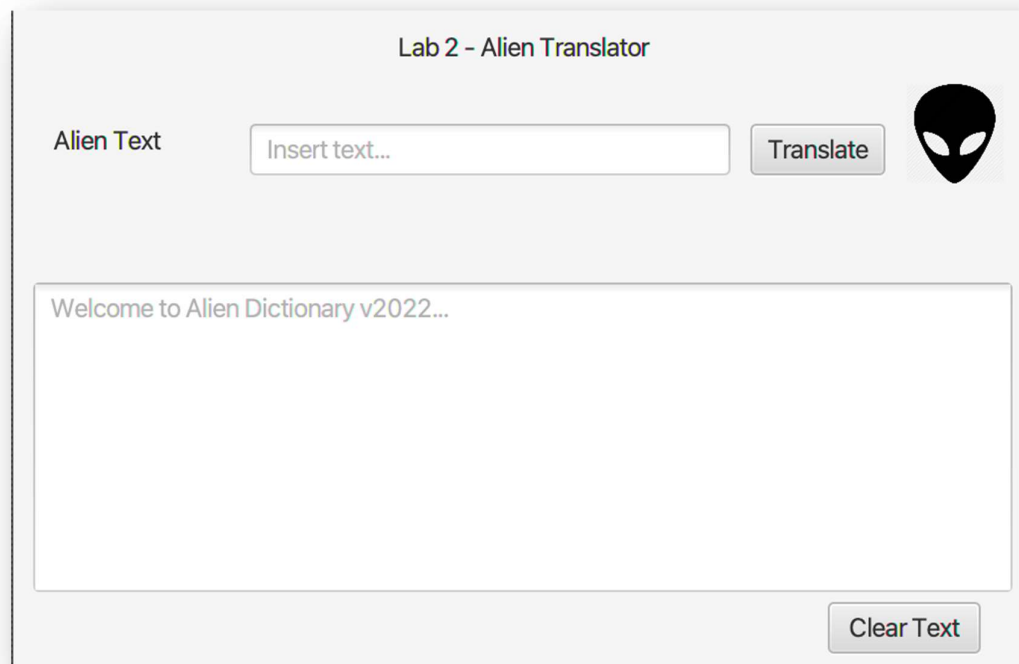 Lab 2 - Alien Translator
Alien Text
Insert text...
Translate
Welcome to Alien Dictionary v2022...
Clear Text